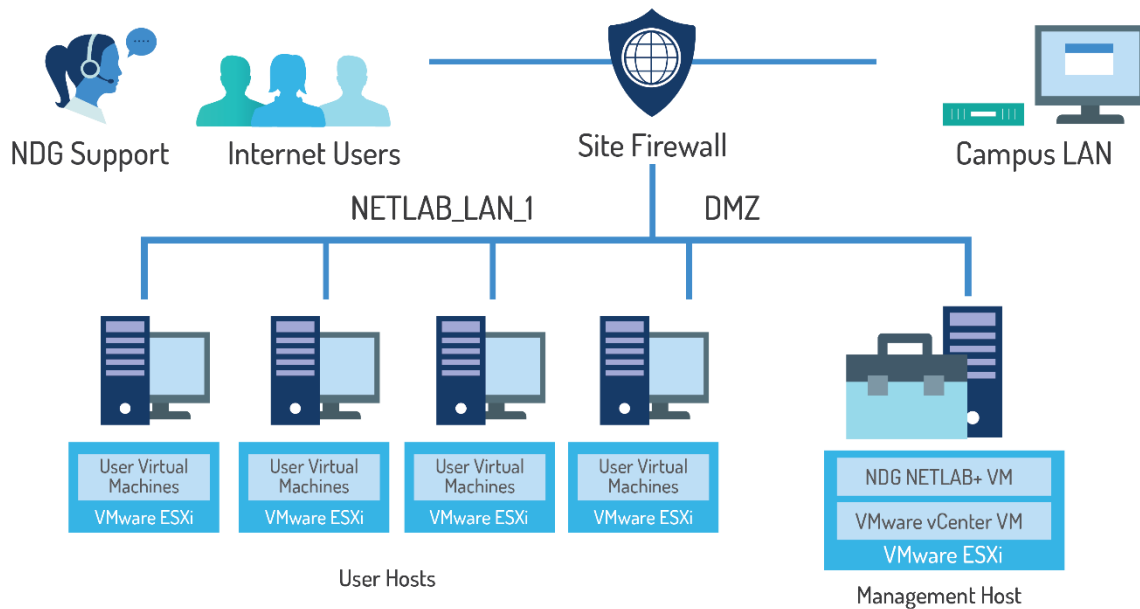 NDG Support
Internet Users
Site Firewall
Campus LAN
NETLAB_LAN_1
DMZ
User Virtual
Machines
VMware ESXi
User Virtual
Machines
VMware ESXi
User Virtual
Machines
VMware ESXi
User Virtual
Machines
VMware ESXi
NDG NETLAB+ VM
VMware vCenter VM
VMware ESXi
User Hosts
Management Host